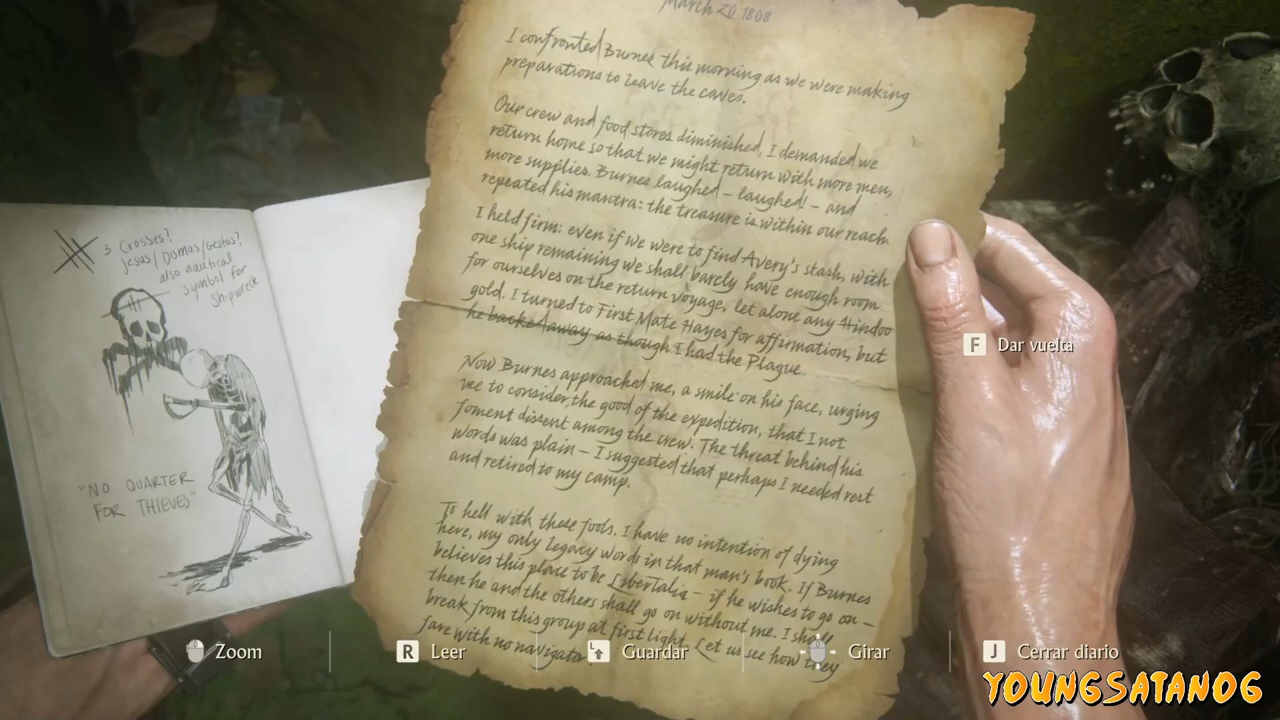 March 20 1808
I confronted Burnes this morning as we were making
preparations to leave the caves.
Our crew and food stores diminished, I demanded we
return home so that we might return with more men,
more supplies. Burnes laughed – laughed! – and
repeated his mantra: the treasure is within our reach.
I held firm: even if we were to find Avery's stash, with
one ship remaining we shall barely have enough room
for ourselves on the return voyage, let alone any Hindoo
gold. I turned to First Mate Hayes for affirmation, but
he backed away as though I had the Plague.
Now Burnes approached me, a smile on his face, urging
me to consider the good of the expedition, that I not
foment dissent among the crew. The threat behind his
words was plain – I suggested that perhaps I needed rest
and retired to my camp.
To hell with these fools. I have no intention of dying
here, my only legacy words in that man's book. If Burnes
believes this place to be Libertalia – if he wishes to go on –
then he and the others shall go on without me. I shall
break from this group at first light. Let us see how they
fare with no navigator
3 Crosses?
Jesus/Dismas/Gestas?
also nautical
symbol for
shipwreck
"NO QUARTER
FOR THIEVES"
F Dar vuelta
Zoom
R Leer
L Guardar
Girar
J Cerrar diario
YOUNGSATAN06